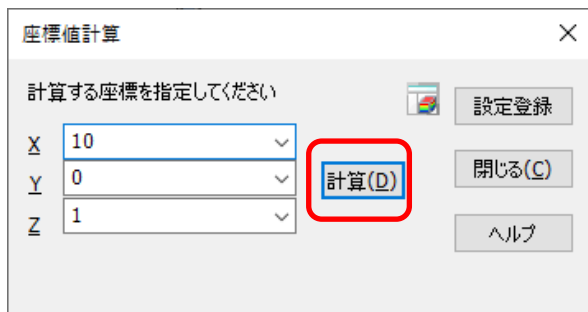 座標値計算
計算する座標を指定してください
設定登録
X 10
Y 0
計算(D)
閉じる(C)
Z 1
ヘルプ